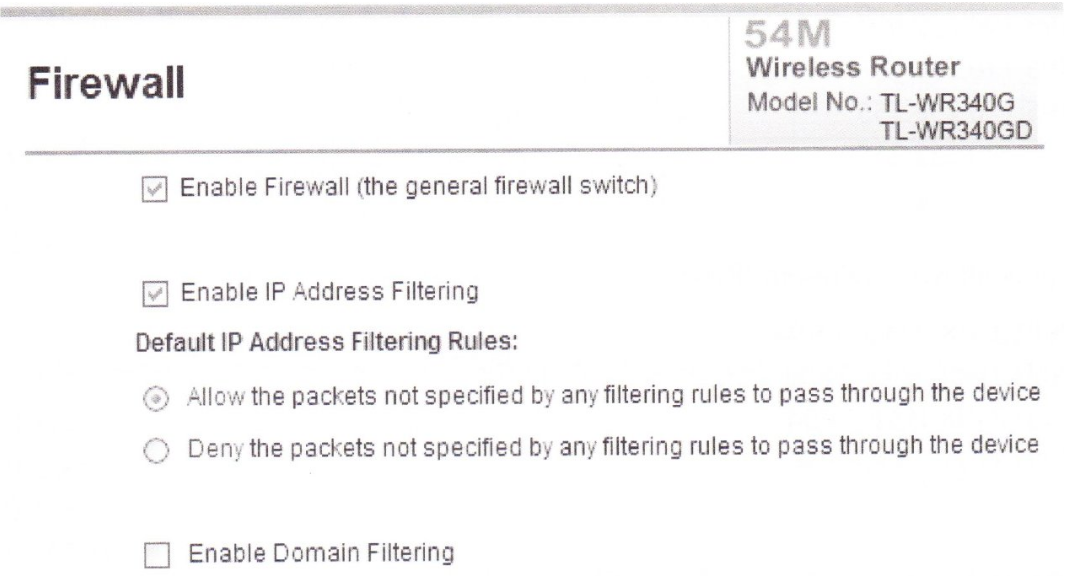 54M
Firewall
Wireless Router
Model No.: TL-WR340G
TL-WR340GD
Enable Firewall (the general firewall switch)
Enable IP Address Filtering
Default IP Address Filtering Rules:
Allow the packets not specified by any filtering rules to pass through the device
Deny the packets not specified by any filtering rules to pass through the device
Enable Domain Filtering